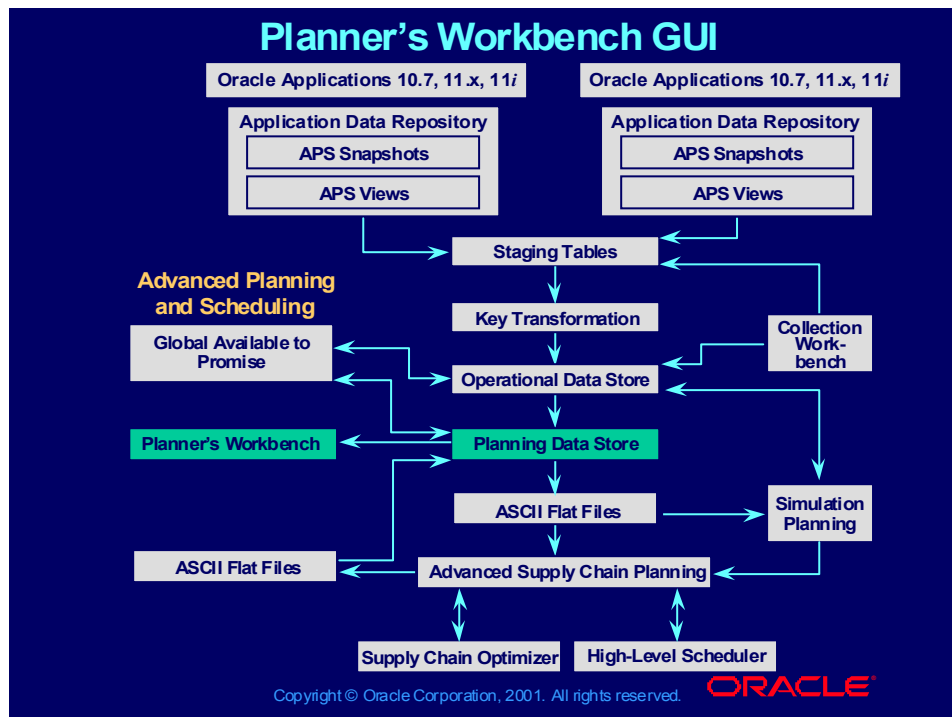 Planner's Workbench GUI
Oracle Applications 10.7, 11.x, 11i
Oracle Applications 10.7, 11.x, 11i
Application Data Repository
APS Snapshots
APS Views
Application Data Repository
APS Snapshots
APS Views
Staging Tables
Advanced Planning
and Scheduling
Key Transformation
Collection
Work-
bench
Global Available to
Promise
Operational Data Store
Planner's Workbench
Planning Data Store
ASCII Flat Files
Simulation
Planning
ASCII Flat Files
Advanced Supply Chain Planning
Supply Chain Optimizer
High-Level Scheduler
Copyright © Oracle Corporation, 2001. All rights reserved.
ORACLE®